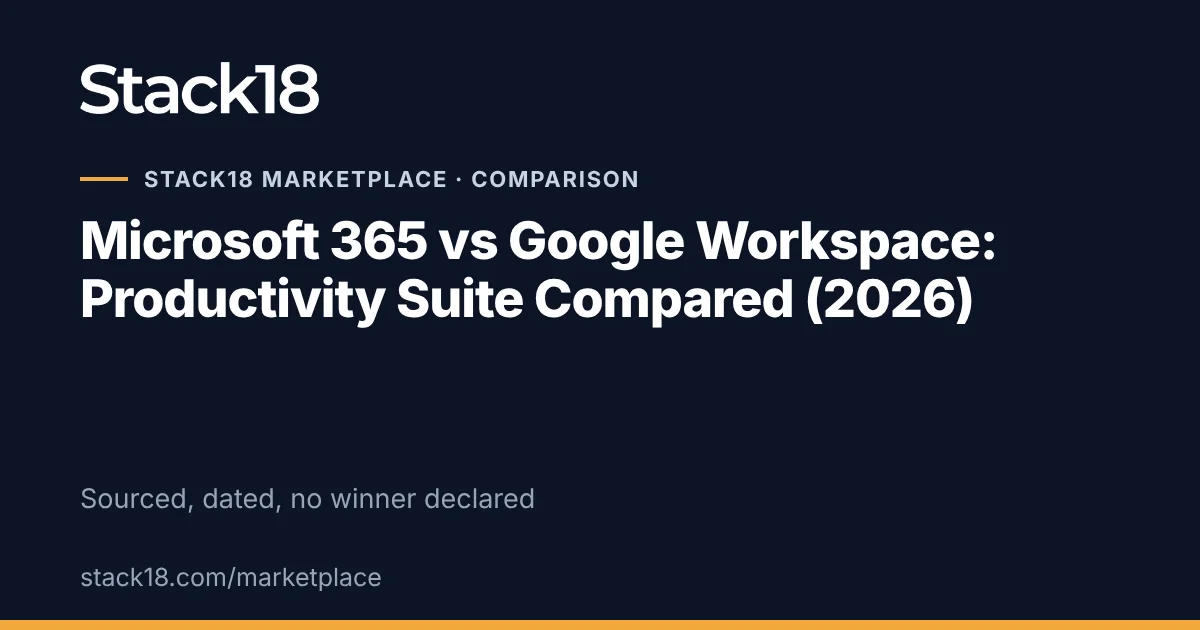 Stack18
STACK18 MARKETPLACE · COMPARISON
Microsoft 365 vs Google Workspace:
Productivity Suite Compared (2026)
Sourced, dated, no winner declared
stack18.com/marketplace